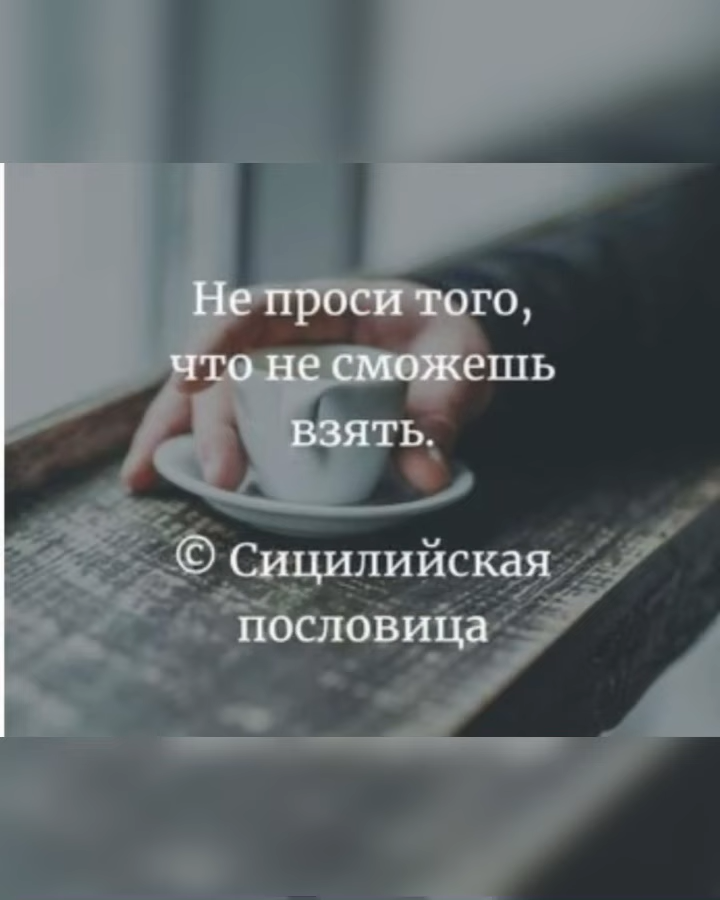 Не проси того,
что не сможешь
взять.
© Сицилийская
пословица